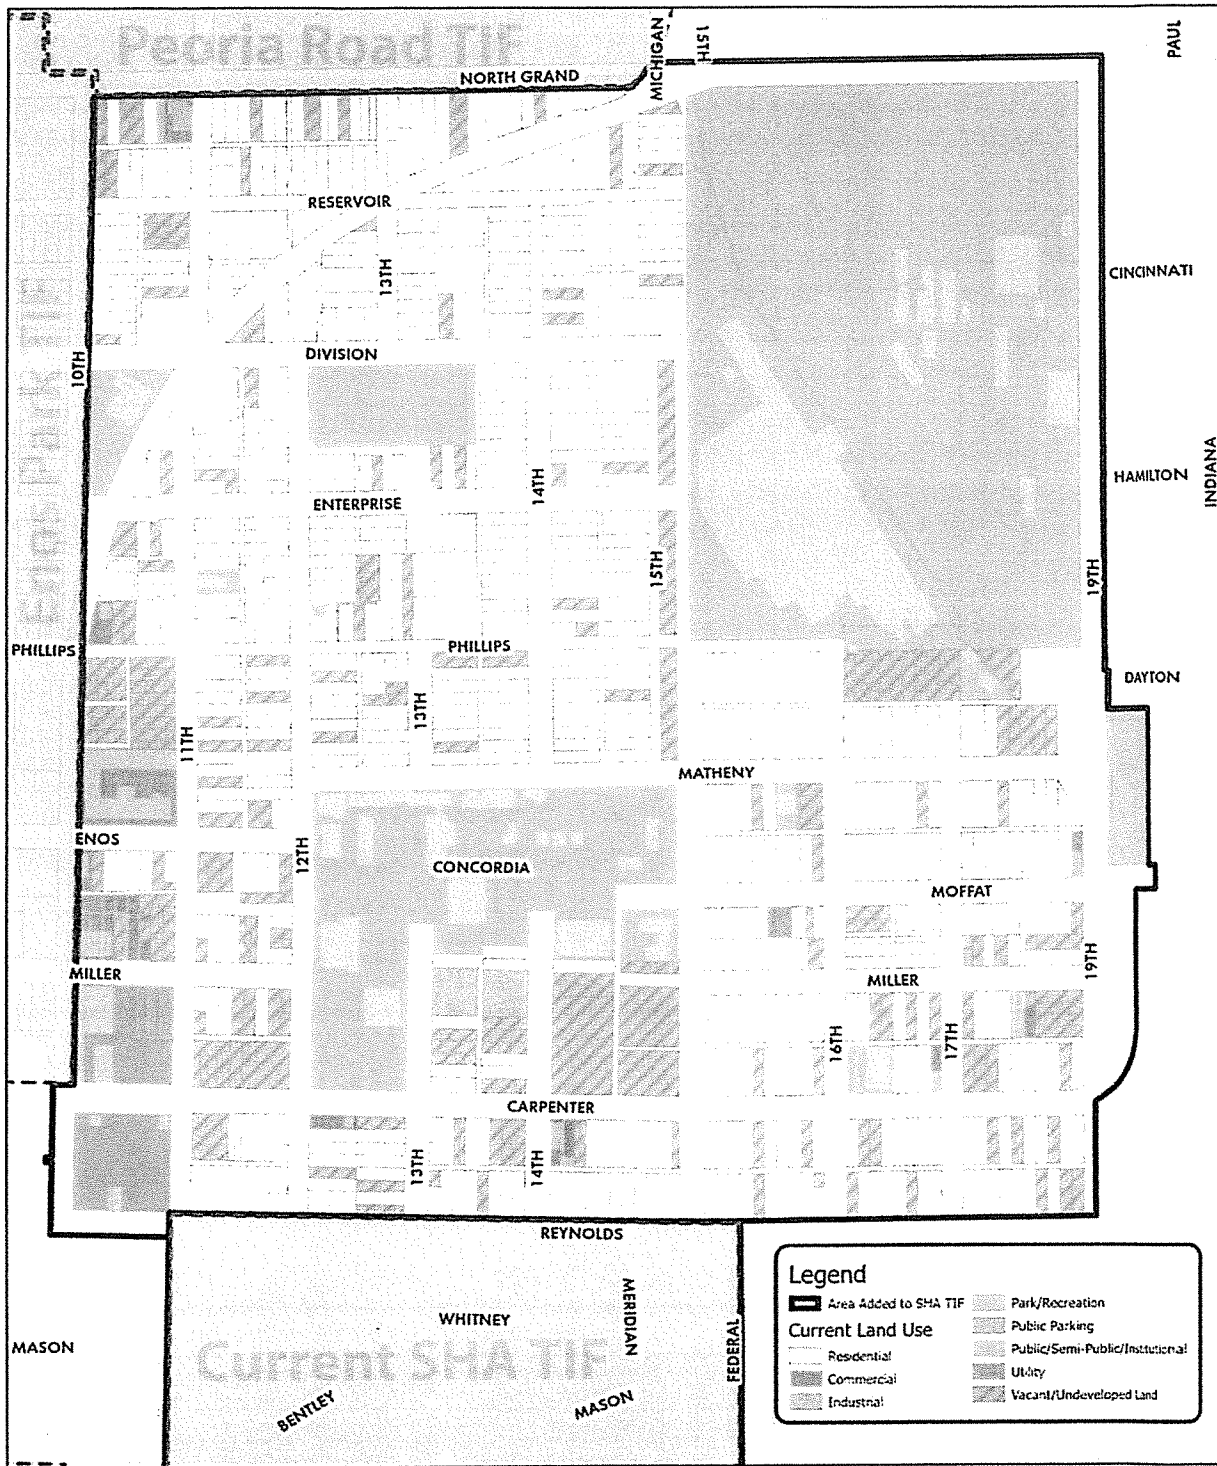 Peoria Road TIF
MICHIGAN
15TH
PAUL
NORTH GRAND
RESERVOIR
13TH
CINCINNATI
DIVISION
10TH
Enos Park TIF
14TH
HAMILTON
INDIANA
ENTERPRISE
15TH
19TH
PHILLIPS
PHILLIPS
DAYTON
13TH
11TH
MATHENY
ENOS
12TH
CONCORDIA
MOFFAT
MILLER
MILLER
19TH
16TH
17TH
CARPENTER
13TH
14TH
REYNOLDS
MERIDIAN
WHITNEY
MASON
Current SHA TIF
FEDERAL
BENTLEY
MASON
Legend
Area Added to SHA TIF
Current Land Use
Residential
Commercial
Industrial
Park/Recreation
Public Parking
Public/Semi-Public/Institutional
Utility
Vacant/Undeveloped Land